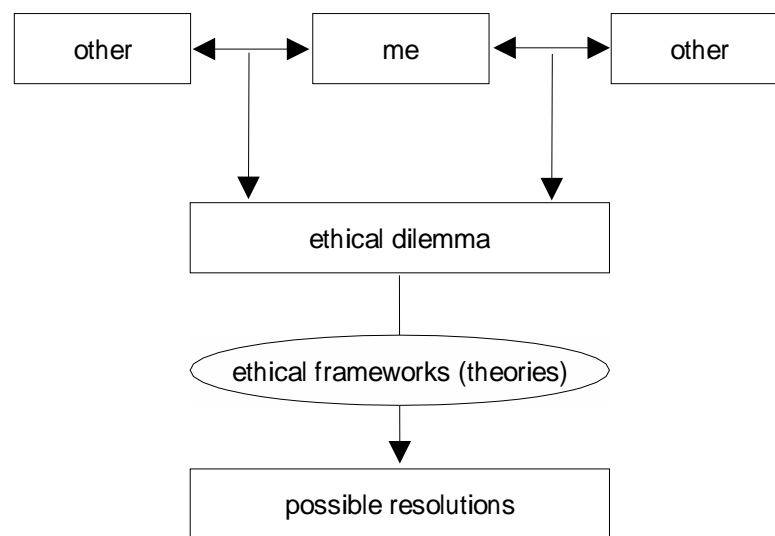 other
me
other
ethical dilemma
ethical frameworks (theories)
possible resolutions